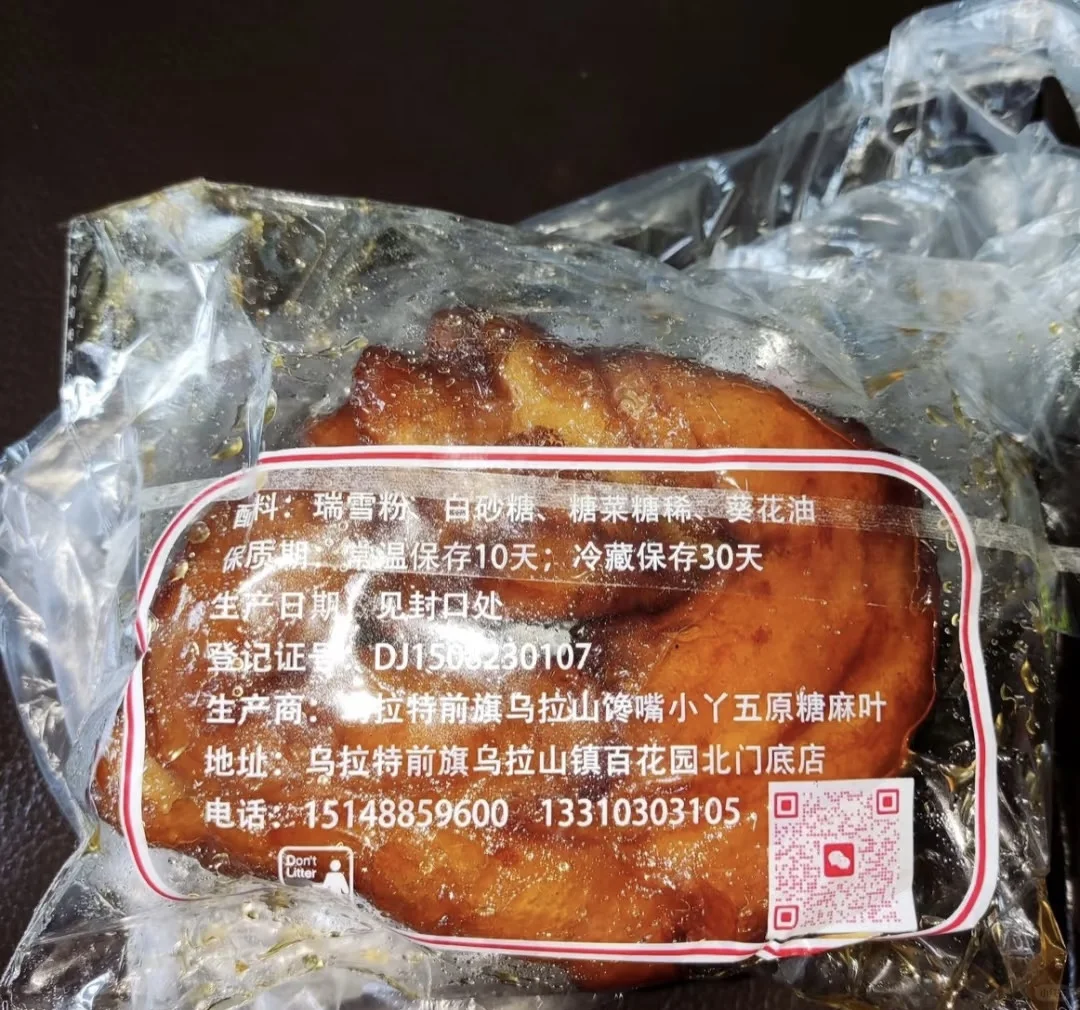 配料：瑞雪粉、白砂糖、糖菜糖稀、葵花油
保质期：常温保存10天；冷藏保存30天
生产日期：见封口处
登记证号：DJ1508230107
生产商：拉特前旗乌拉山馋嘴小丫五原糖麻叶
地址：乌拉特前旗乌拉山镇百花园北门底店
电话：15148859600 13310303105
Don't
Litter